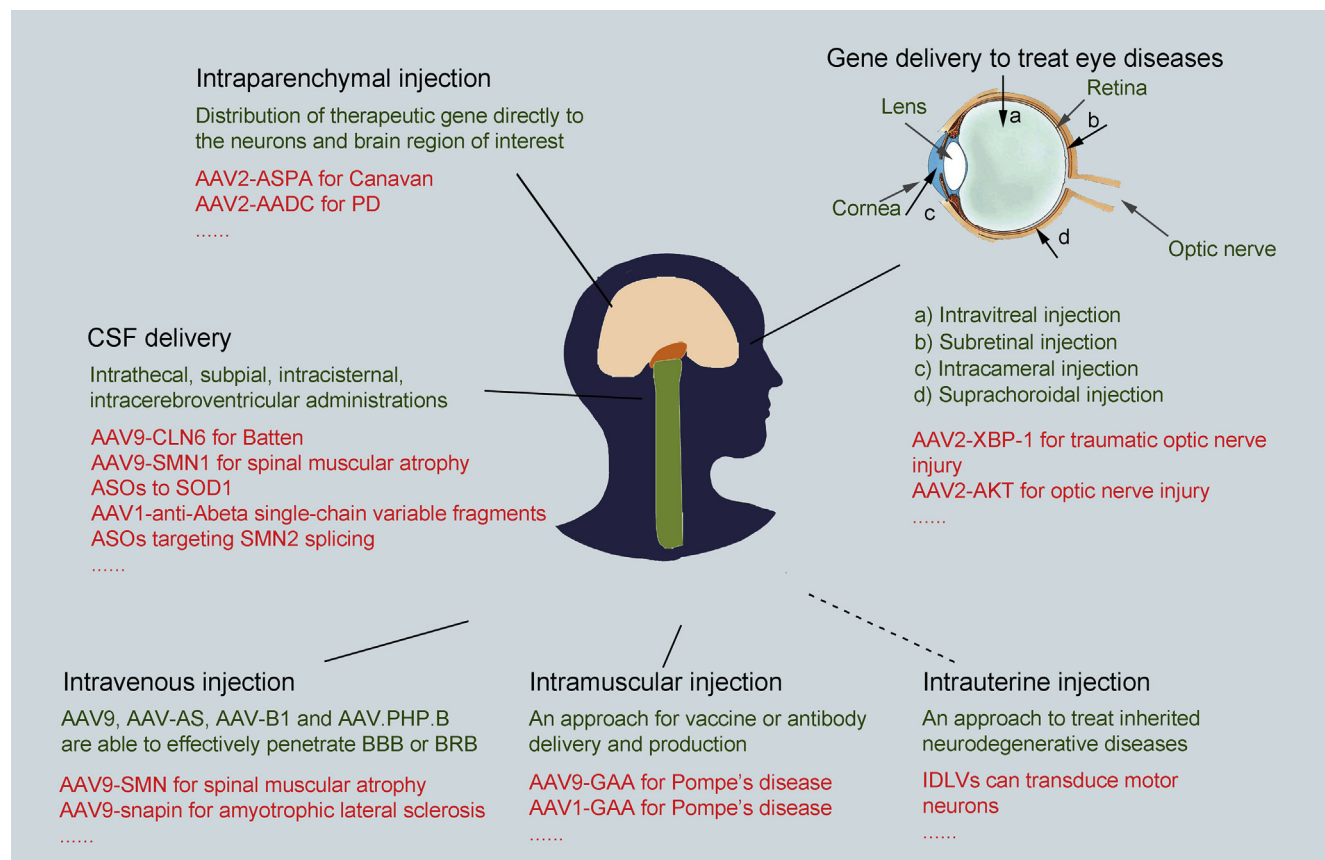 Intraparenchymal injection
Distribution of therapeutic gene directly to
the neurons and brain region of interest
AAV2-ASPA for Canavan
AAV2-AADC for PD
......
Gene delivery to treat eye diseases
Lens
Retina
a
b
Cornea
c
d
Optic nerve
a) Intravitreal injection
b) Subretinal injection
c) Intracameral injection
d) Suprachoroidal injection
AAV2-XBP-1 for traumatic optic nerve
injury
AAV2-AKT for optic nerve injury
......
CSF delivery
Intrathecal, subpial, intracisternal,
intracerebroventricular administrations
AAV9-CLN6 for Batten
AAV9-SMN1 for spinal muscular atrophy
ASOs to SOD1
AAV1-anti-Abeta single-chain variable fragments
ASOs targeting SMN2 splicing
......
Intravenous injection
AAV9, AAV-AS, AAV-B1 and AAV.PHP.B
are able to effectively penetrate BBB or BRB
AAV9-SMN for spinal muscular atrophy
AAV9-snapin for amyotrophic lateral sclerosis
......
Intramuscular injection
An approach for vaccine or antibody
delivery and production
AAV9-GAA for Pompe's disease
AAV1-GAA for Pompe's disease
......
Intrauterine injection
An approach to treat inherited
neurodegenerative diseases
IDLVs can transduce motor
neurons
......